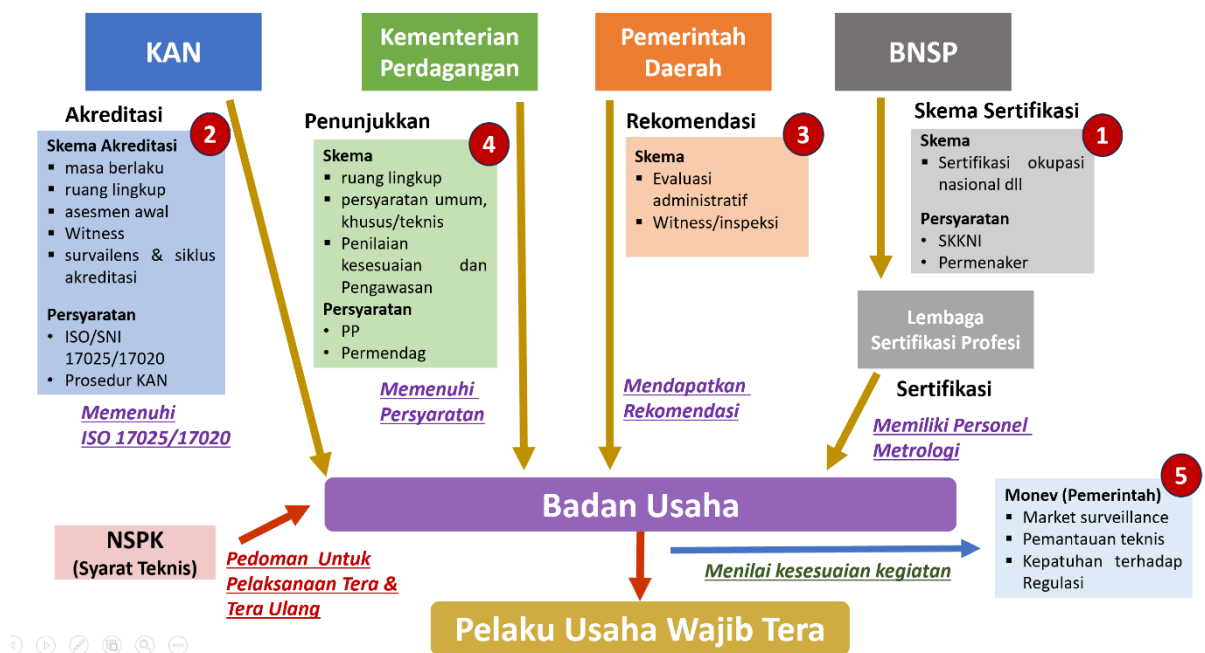 KAN
Kementerian
Perdagangan
Pemerintah
Daerah
BNSP
Akreditasi
2
Skema Akreditasi
▪ masa berlaku
▪ ruang lingkup
▪ asesmen awal
▪ Witness
▪ survailens & siklus
akreditasi
Persyaratan
• ISO/SNI
17025/17020
• Prosedur KAN
Memenuhi
ISO 17025/17020
Penunjukkan
4
Skema
▪ ruang lingkup
▪ persyaratan umum,
khusus/teknis
▪ Penilaian
kesesuaian dan
Pengawasan
Persyaratan
• PP
• Permendag
Memenuhi
Persyaratan
Rekomendasi
3
Skema
▪ Evaluasi
administratif
▪ Witness/inspeksi
Mendapatkan
Rekomendasi
Skema Sertifikasi
1
Skema
▪ Sertifikasi okupasi
nasional dll
Persyaratan
• SKKNI
• Permenaker
Lembaga
Sertifikasi Profesi
Sertifikasi
Memiliki Personel
Metrologi
Badan Usaha
NSPK
(Syarat Teknis)
Pedoman Untuk
Pelaksanaan Tera &
Tera Ulang
Menilai kesesuaian kegiatan
5
Monev (Pemerintah)
▪ Market surveillance
▪ Pemantauan teknis
▪ Kepatuhan terhadap
Regulasi
Pelaku Usaha Wajib Tera